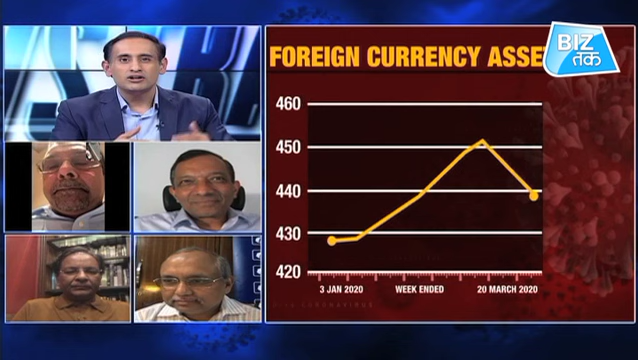 FOREIGN CURRENCY ASSE
BIZ
तक
460
450
440
430
420
3 JAN 2020
WEEK ENDED
20 MARCH 2020